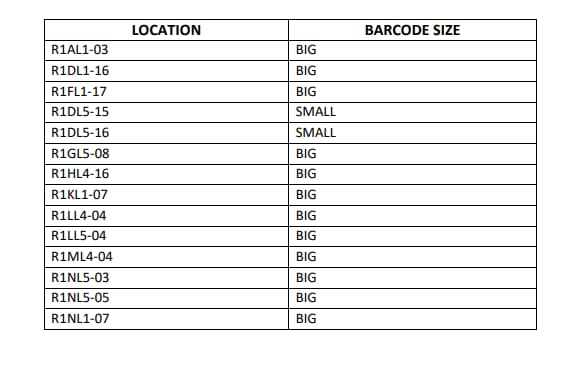 LOCATION BARCODE SIZE
R1AL1-03 BIG
R1DL1-16 BIG
R1FL1-17 BIG
R1DL5-15 SMALL
R1DL5-16 SMALL
R1GL5-08 BIG
R1HL4-16 BIG
R1KL1-07 BIG
R1LL4-04 BIG
R1LL5-04 BIG
R1ML4-04 BIG
R1NL5-03 BIG
R1NL5-05 BIG
R1NL1-07 BIG